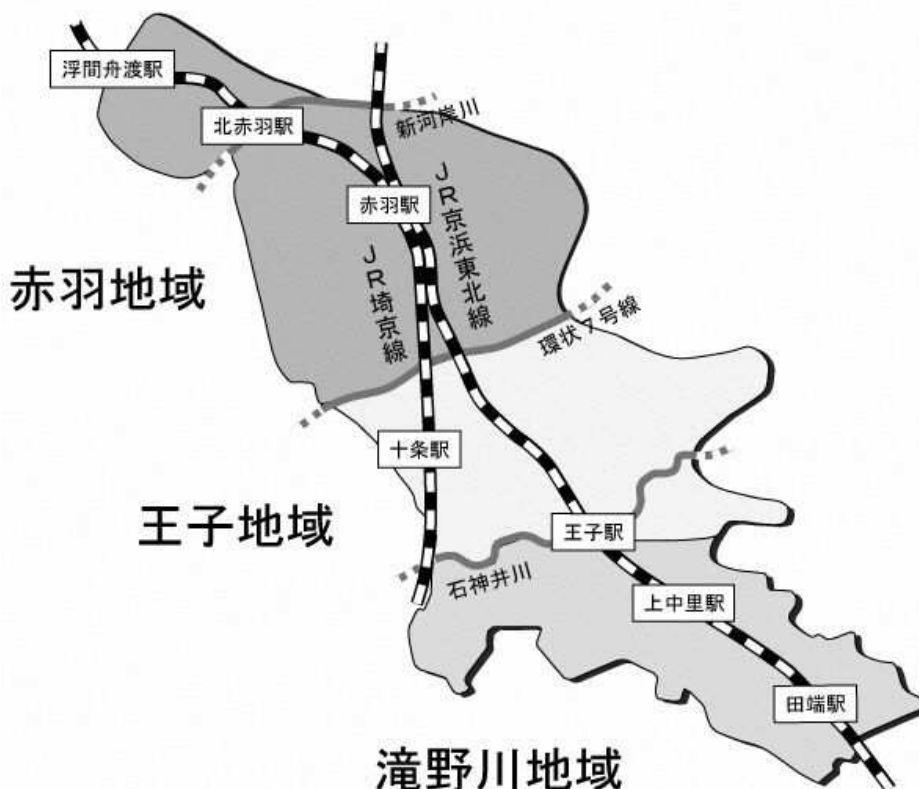 浮間舟渡駅
北赤羽駅
新河岸川
赤羽駅
JR京浜東北線
JR埼京線
赤羽地域
環状7号線
十条駅
王子地域
王子駅
石神井川
上中里駅
田端駅
滝野川地域